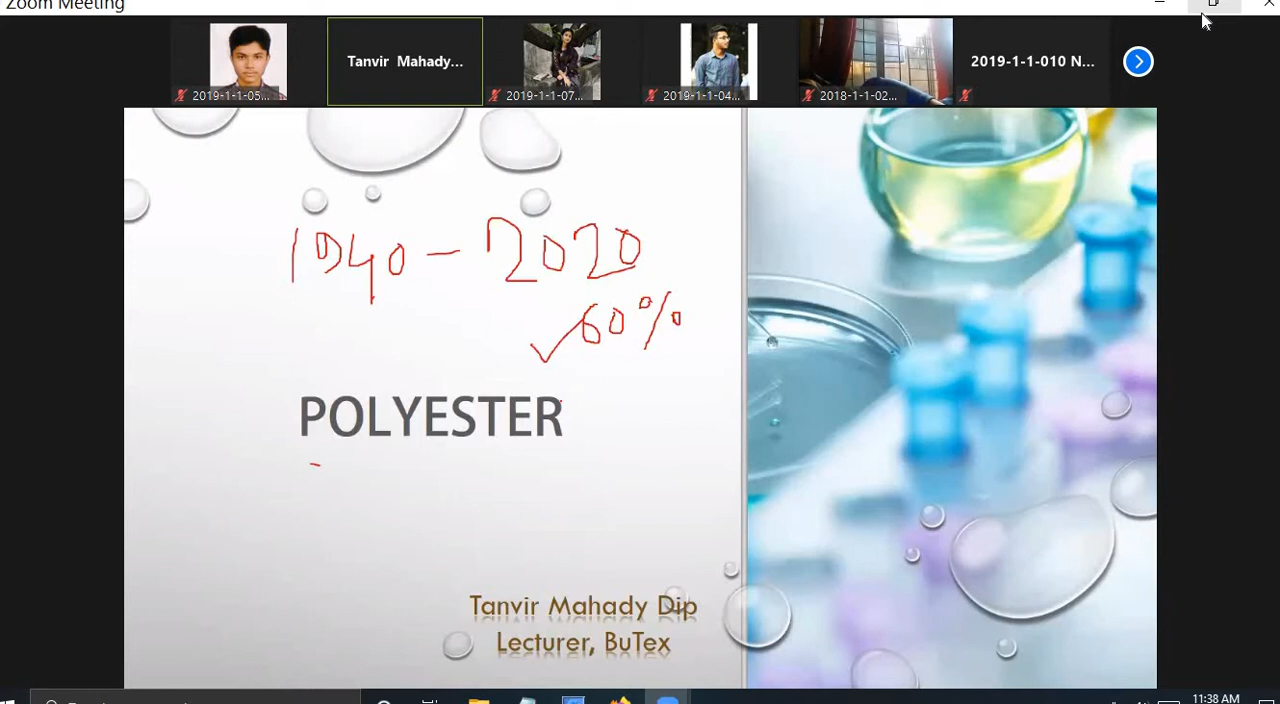 Zoom Meeting
Tanvir Mahady...
2019-1-1-010 N...
2019-1-1-05...
2019-1-1-07...
2019-1-1-04...
2018-1-1-02...
1940 - 2020
✓60%
POLYESTER
Tanvir Mahady Dip
Lecturer, BuTex
11:38 AM